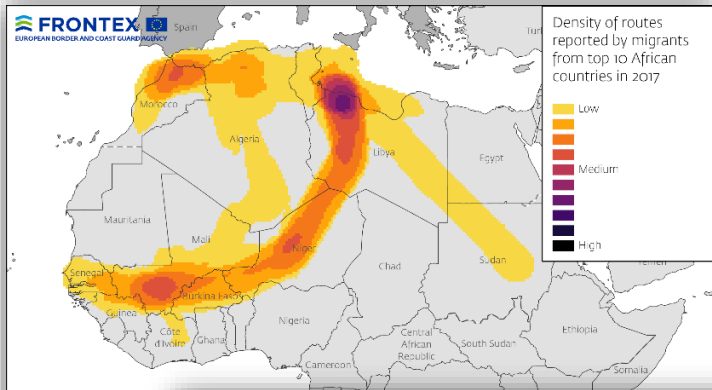 FRONTEX
EUROPEAN BORDER AND COAST GUARD AGENCY
Spain
Density of routes
reported by migrants
from top 10 African
countries in 2017
Low
Medium
High
Morocco
Algeria
Libya
Egypt
Mauritania
Mali
Niger
Chad
Sudan
Senegal
Guinea
Burkina Faso
Côte
d'Ivoire
Ghana
Nigeria
Cameroon
Central
African
Republic
South Sudan
Ethiopia
Somalia